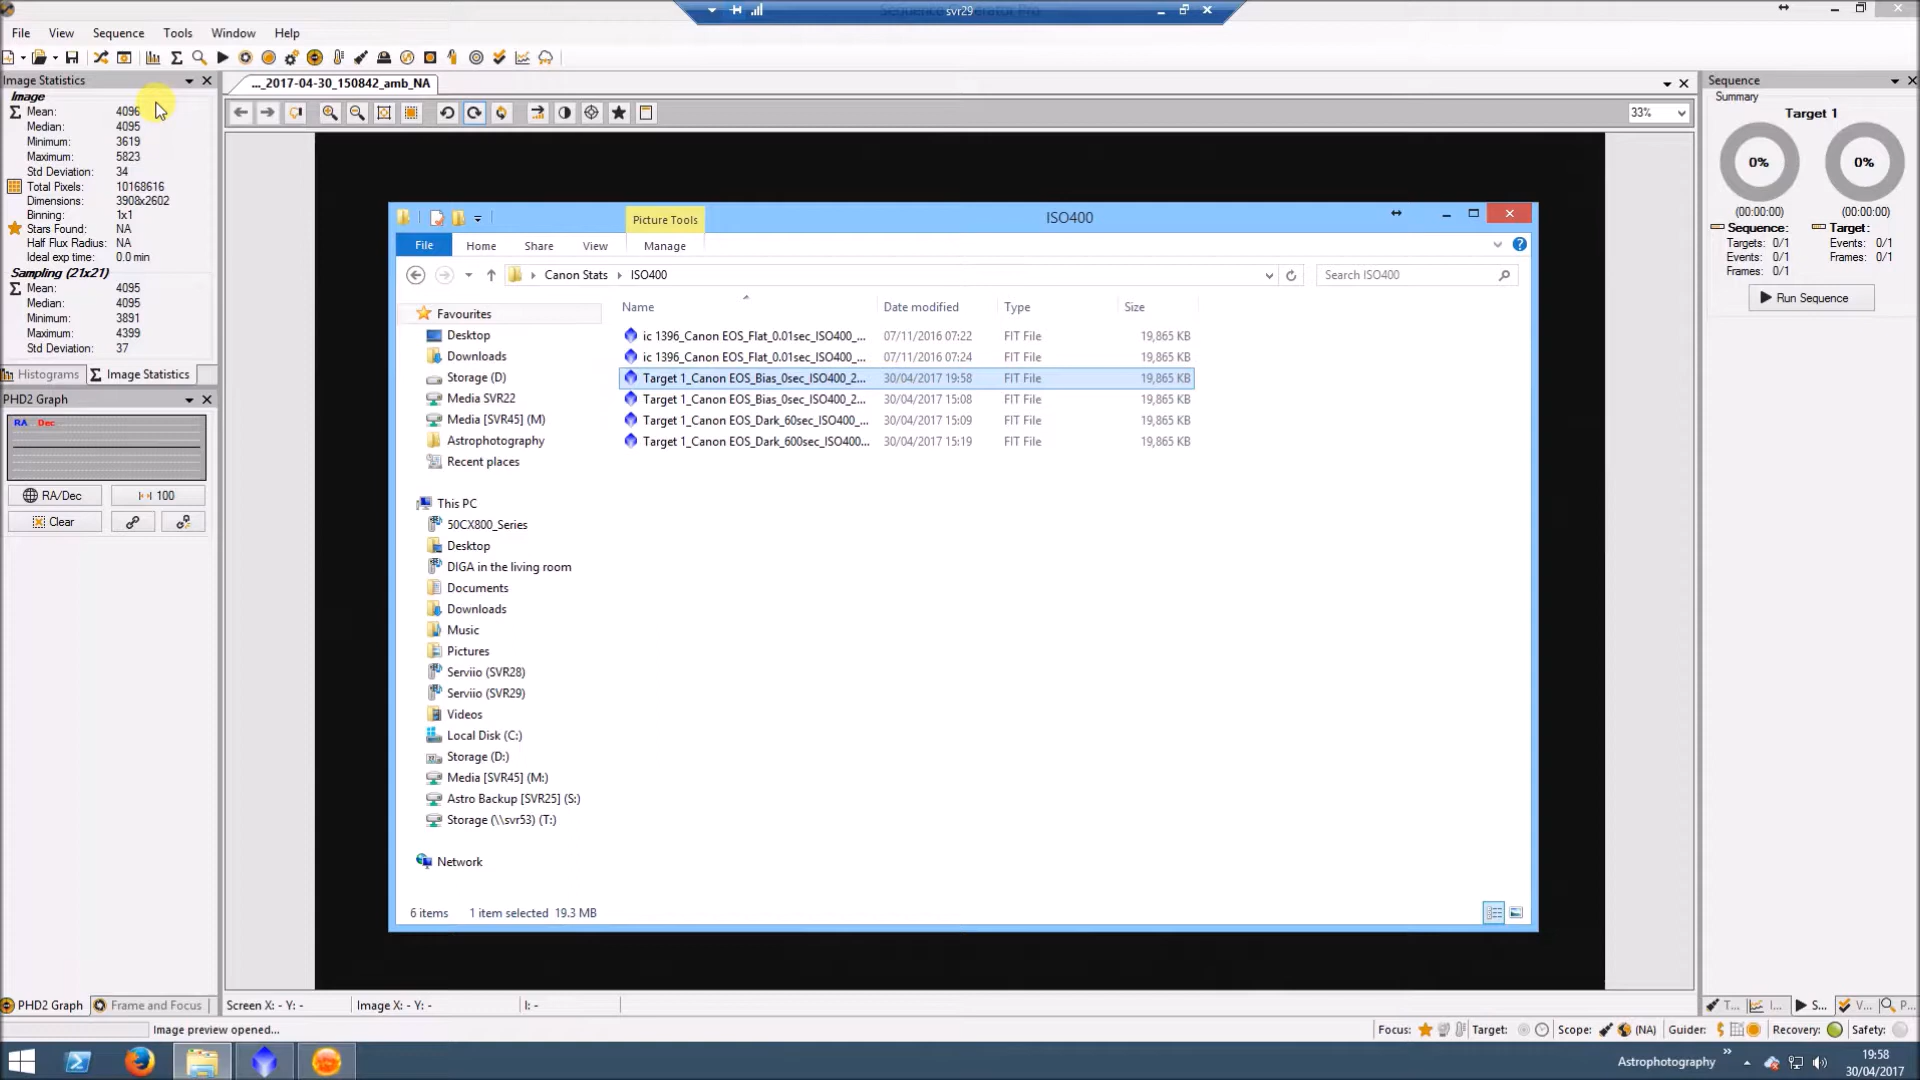 svr29
File View Sequence Tools Window Help
Image Statistics
..._2017-04-30_150842_amb_NA
33%
Image
Mean: 4096
Median: 4095
Minimum: 3619
Maximum: 5823
Std Deviation: 34
Total Pixels: 10168616
Dimensions: 3908x2602
Binning: 1x1
Stars Found: NA
Half Flux Radius: NA
Ideal exp time: 0.0 min
Sampling (21x21)
Mean: 4095
Median: 4095
Minimum: 3891
Maximum: 4399
Std Deviation: 37
Histograms Image Statistics
PHD2 Graph
RA Dec
RA/Dec 100
Clear
PHD2 Graph Frame and Focus
Picture Tools
ISO400
File Home Share View Manage
Canon Stats ISO400
Search ISO400
Name Date modified Type Size
ic 1396_Canon EOS_Flat_0.01sec_ISO400_... 07/11/2016 07:22 FIT File 19,865 KB
ic 1396_Canon EOS_Flat_0.01sec_ISO400_... 07/11/2016 07:24 FIT File 19,865 KB
Target 1_Canon EOS_Bias_0sec_ISO400_2... 30/04/2017 19:58 FIT File 19,865 KB
Target 1_Canon EOS_Bias_0sec_ISO400_2... 30/04/2017 15:08 FIT File 19,865 KB
Target 1_Canon EOS_Dark_60sec_ISO400_... 30/04/2017 15:09 FIT File 19,865 KB
Target 1_Canon EOS_Dark_600sec_ISO400... 30/04/2017 15:19 FIT File 19,865 KB
Favourites
Desktop
Downloads
Storage (D)
Media SVR22
Media [SVR45] (M)
Astrophotography
Recent places
This PC
50CX800_Series
Desktop
DIGA in the living room
Documents
Downloads
Music
Pictures
Serviio (SVR28)
Serviio (SVR29)
Videos
Local Disk (C:)
Storage (D:)
Media [SVR45] (M:)
Astro Backup [SVR25] (S:)
Storage (\\svr53) (T:)
Network
6 items 1 item selected 19.3 MB
Sequence
Summary
Target 1
0% 0%
(00:00:00) (00:00:00)
Sequence: Target:
Targets: 0/1 Events: 0/1
Events: 0/1 Frames: 0/1
Frames: 0/1
Run Sequence
Screen X: - Y: - Image X: - Y: - I: -
T... I... S... V... P...
Image preview opened...
Focus: Target: Scope: (NA) Guider: Recovery: Safety:
Astrophotography
19:58
30/04/2017